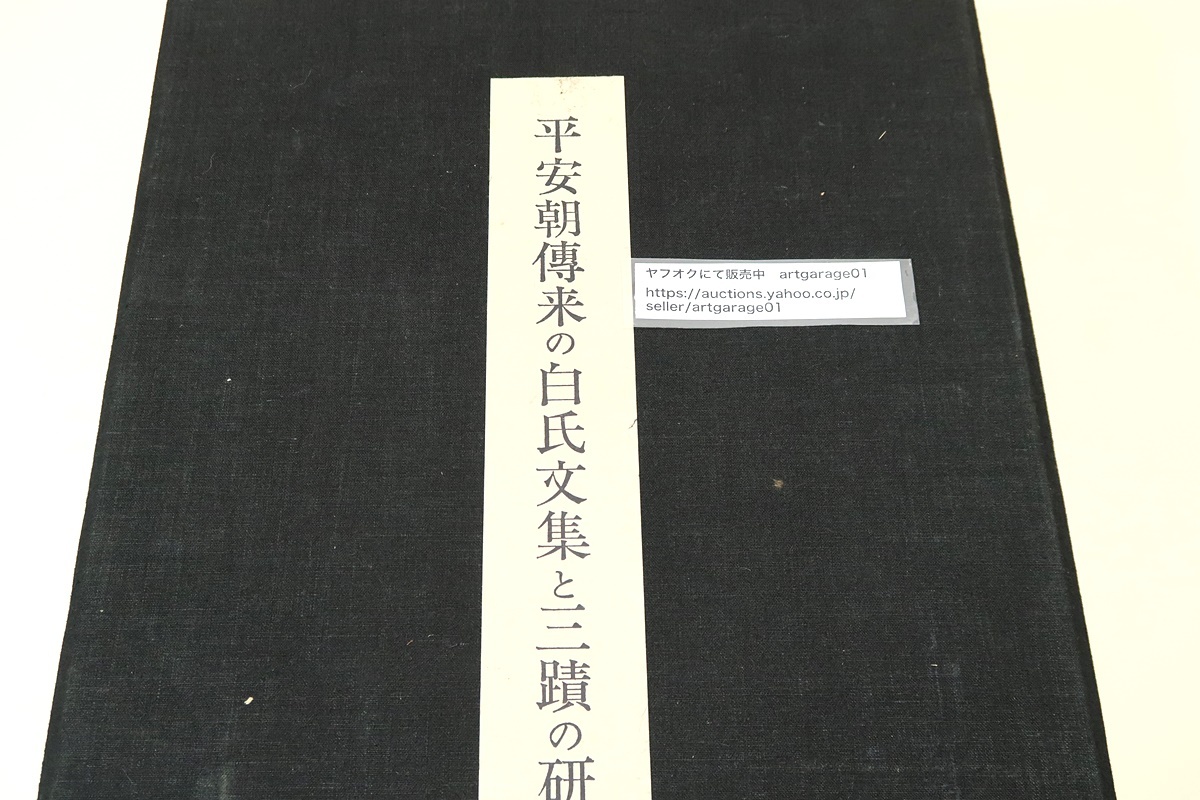 平安朝傳来の白氏文集と三蹟の研
ヤフオクにて販売中　artgarage01
https://auctions.yahoo.co.jp/
seller/artgarage01